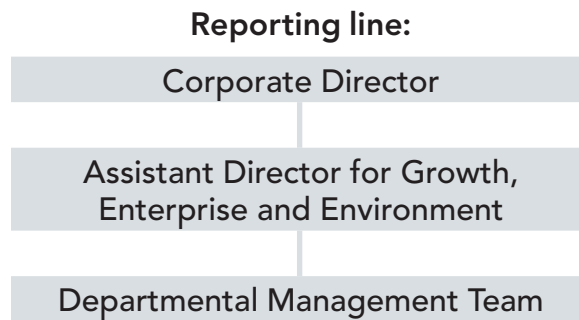 Reporting line:
Corporate Director
Assistant Director for Growth,
Enterprise and Environment
Departmental Management Team